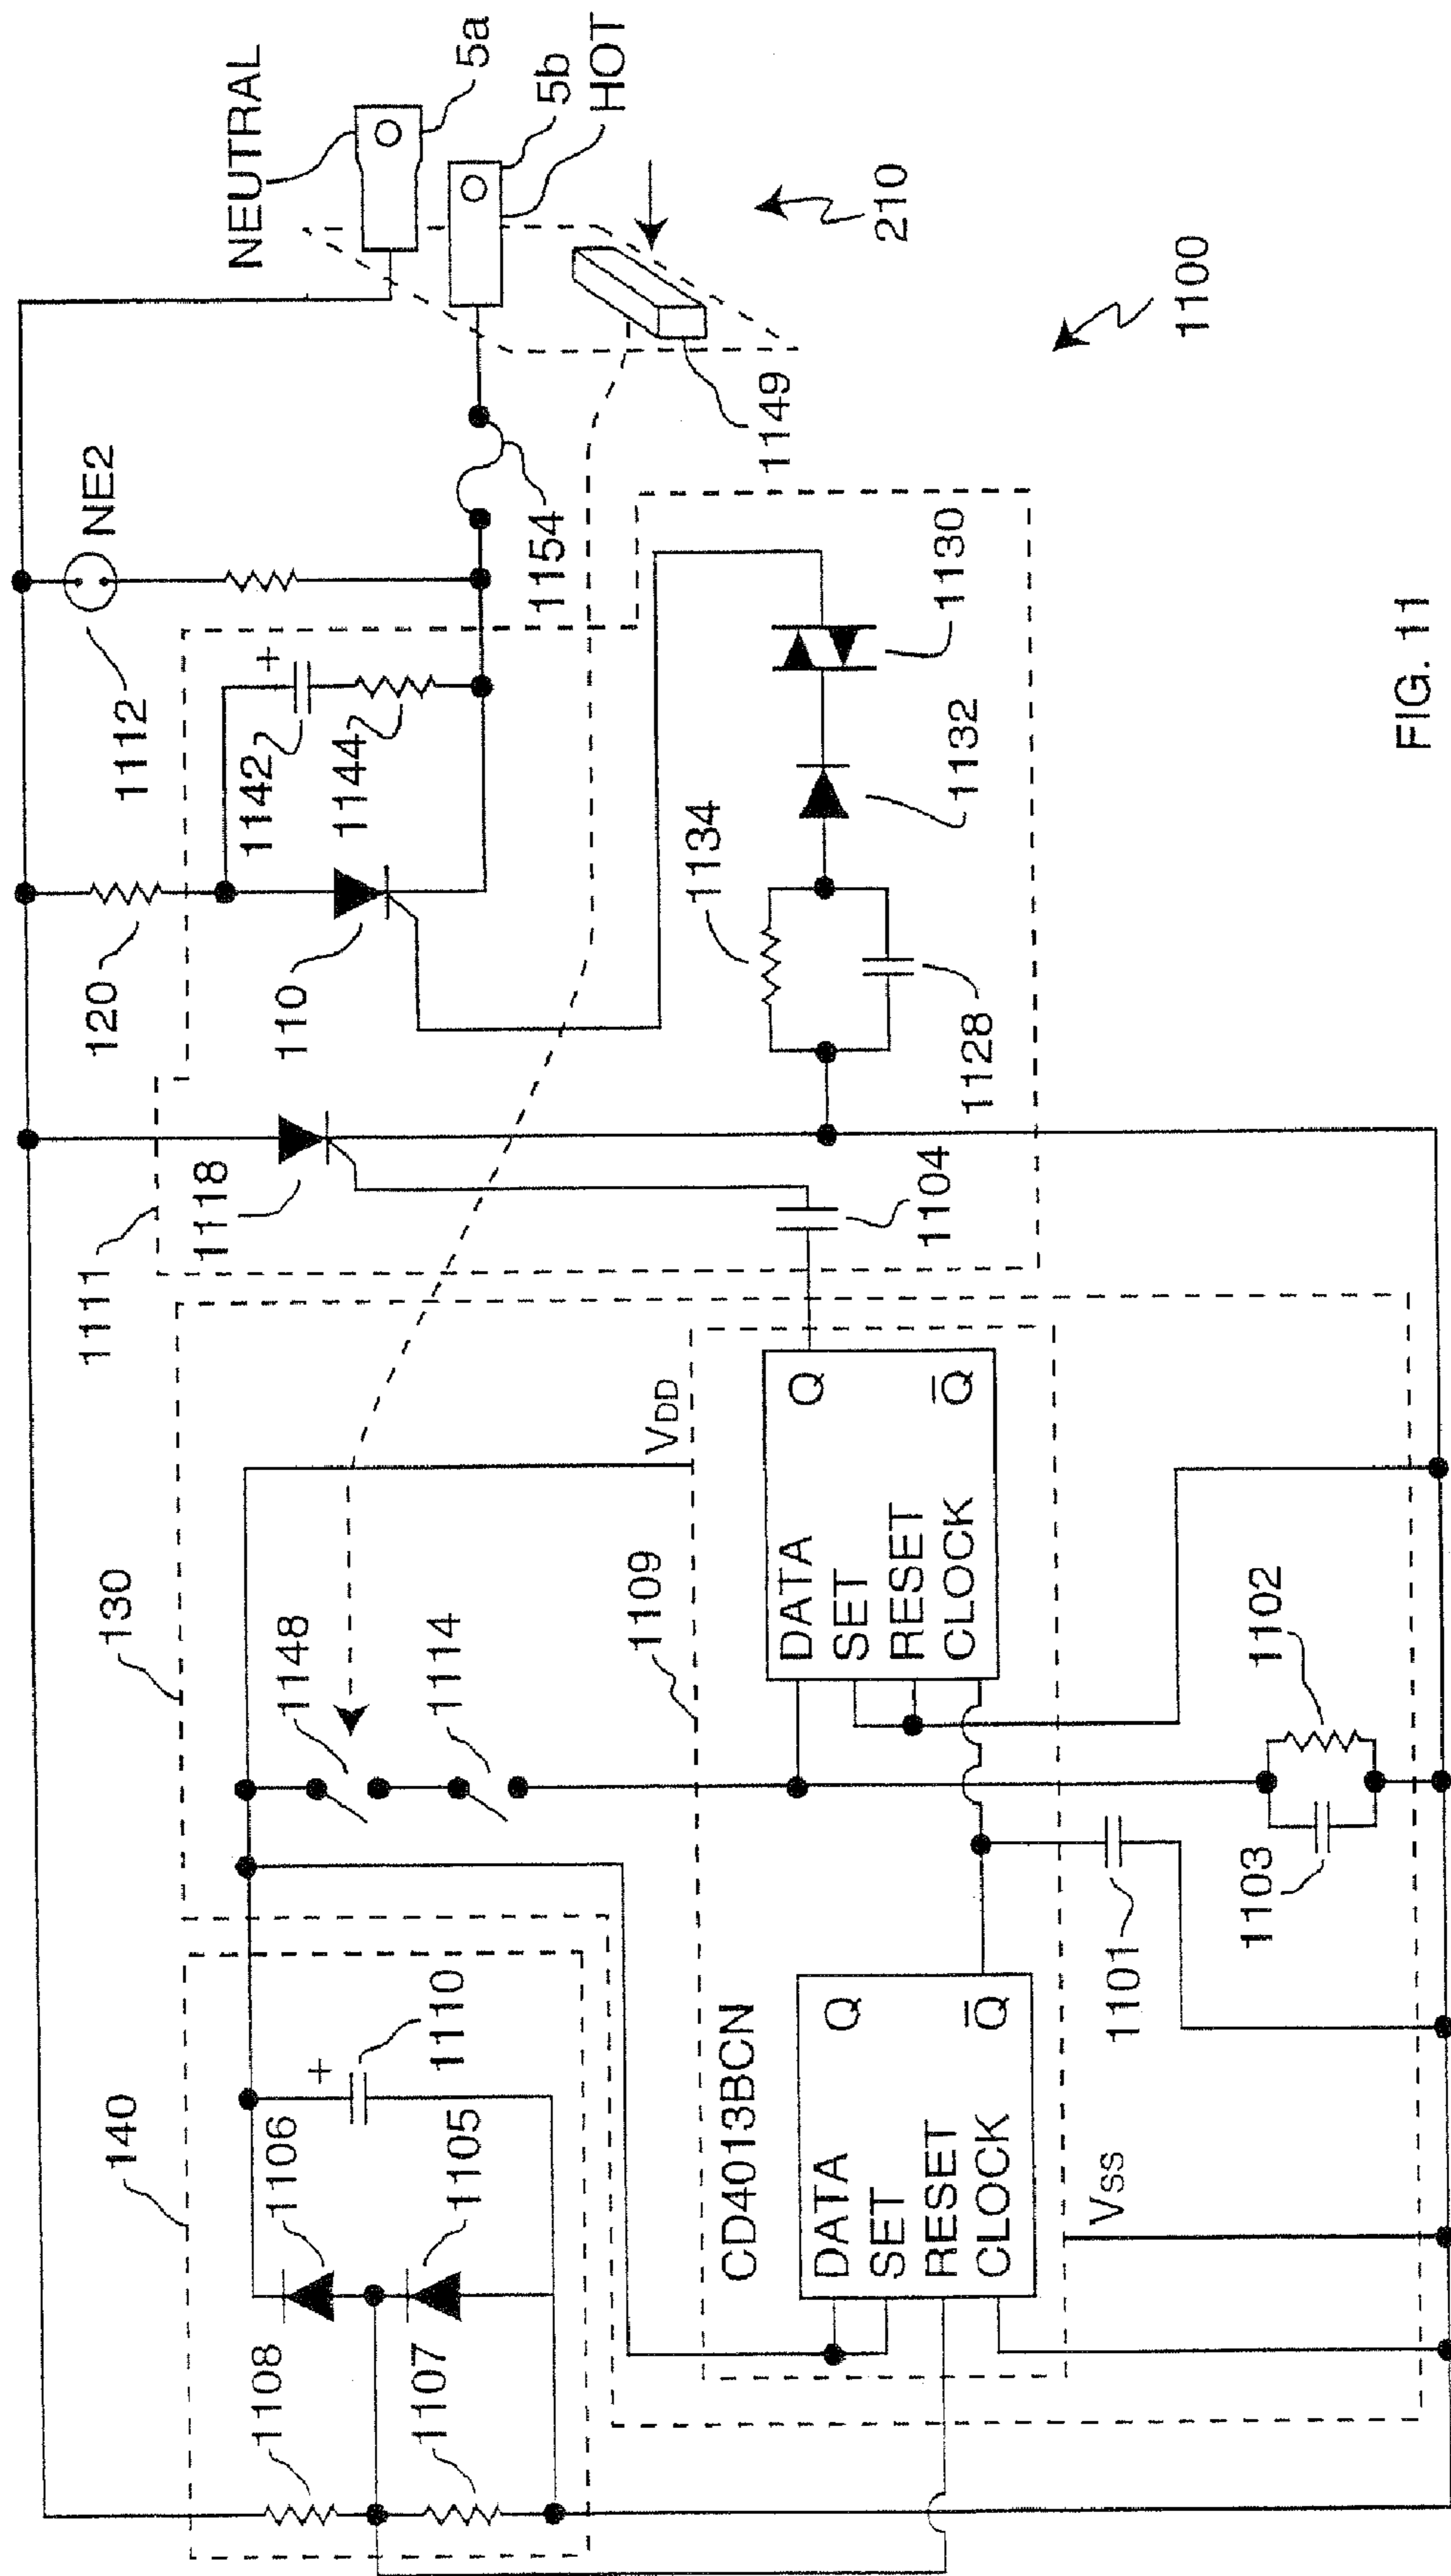 NEUTRAL
5a
5b
HOT
210
1100
NE2
1112
1142
+
1144
1154
1149
120
110
1134
1132
1130
1128
1111
1118
1104
130
VDD
1148
1114
1109
DATA
SET
RESET
CLOCK
Q
Q̅
1102
1103
1101
140
1106
1105
+
1110
1108
1107
CD4013BCN
DATA
SET
RESET
CLOCK
Q
Q̅
VSS
FIG. 11